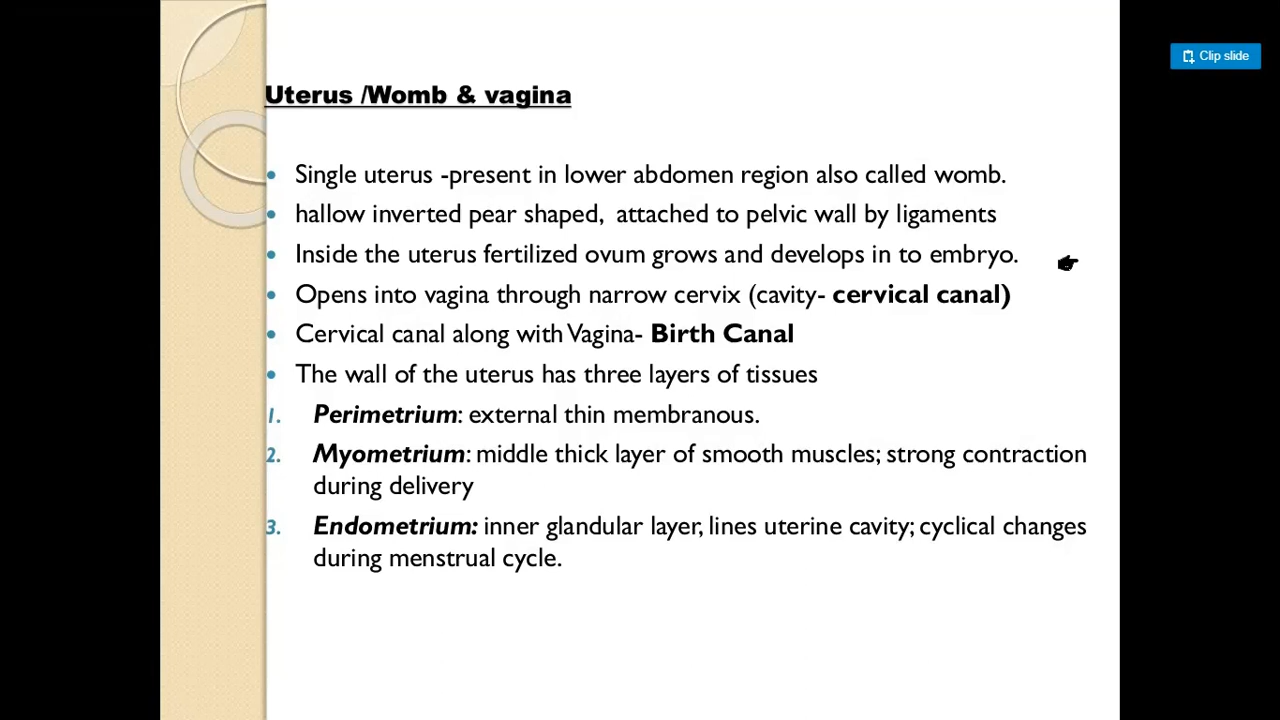 Clip slide
Uterus /Womb & vagina
• Single uterus -present in lower abdomen region also called womb.
• hallow inverted pear shaped, attached to pelvic wall by ligaments
• Inside the uterus fertilized ovum grows and develops in to embryo.
• Opens into vagina through narrow cervix (cavity- cervical canal)
• Cervical canal along with Vagina- Birth Canal
• The wall of the uterus has three layers of tissues
1. Perimetrium: external thin membranous.
2. Myometrium: middle thick layer of smooth muscles; strong contraction
during delivery
3. Endometrium: inner glandular layer, lines uterine cavity; cyclical changes
during menstrual cycle.